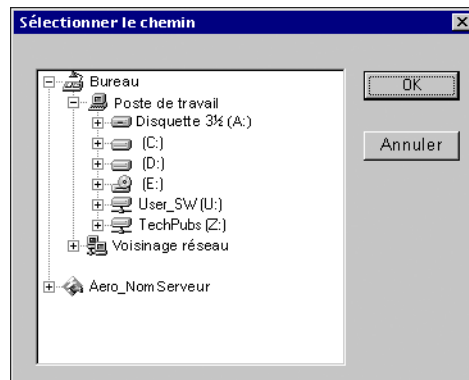 Sélectionner le chemin
Bureau
Poste de travail
Disquette 3½ (A:)
(C:)
(D:)
(E:)
User_SW (U:)
TechPubs (Z:)
Voisinage réseau
Aero_NomServeur
OK
Annuler